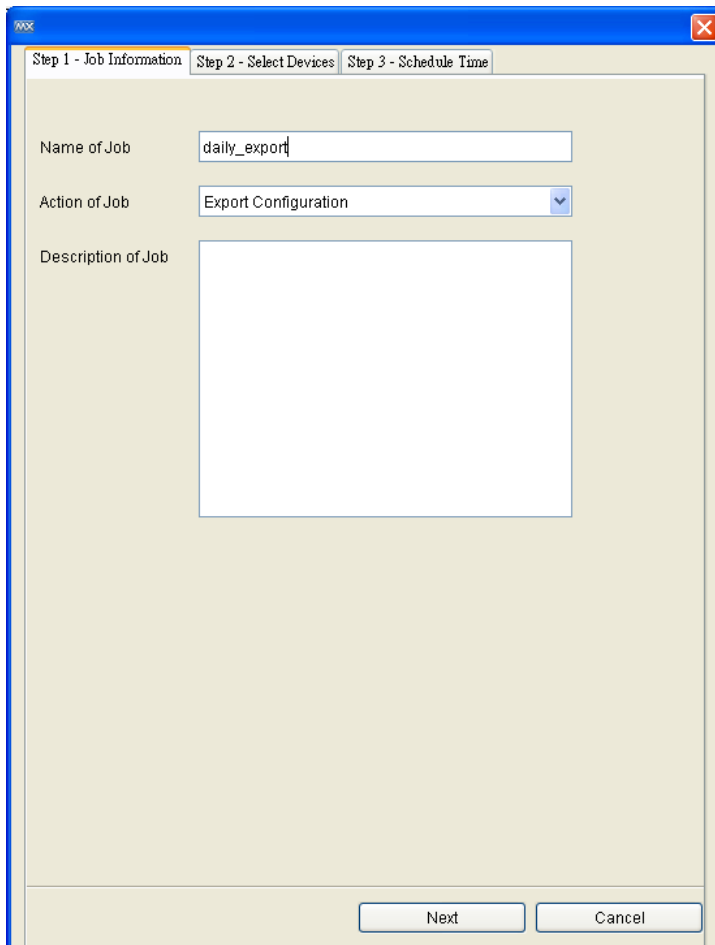 MX
Step 1 - Job Information Step 2 - Select Devices Step 3 - Schedule Time
Name of Job daily_export
Action of Job Export Configuration
Description of Job
Next Cancel